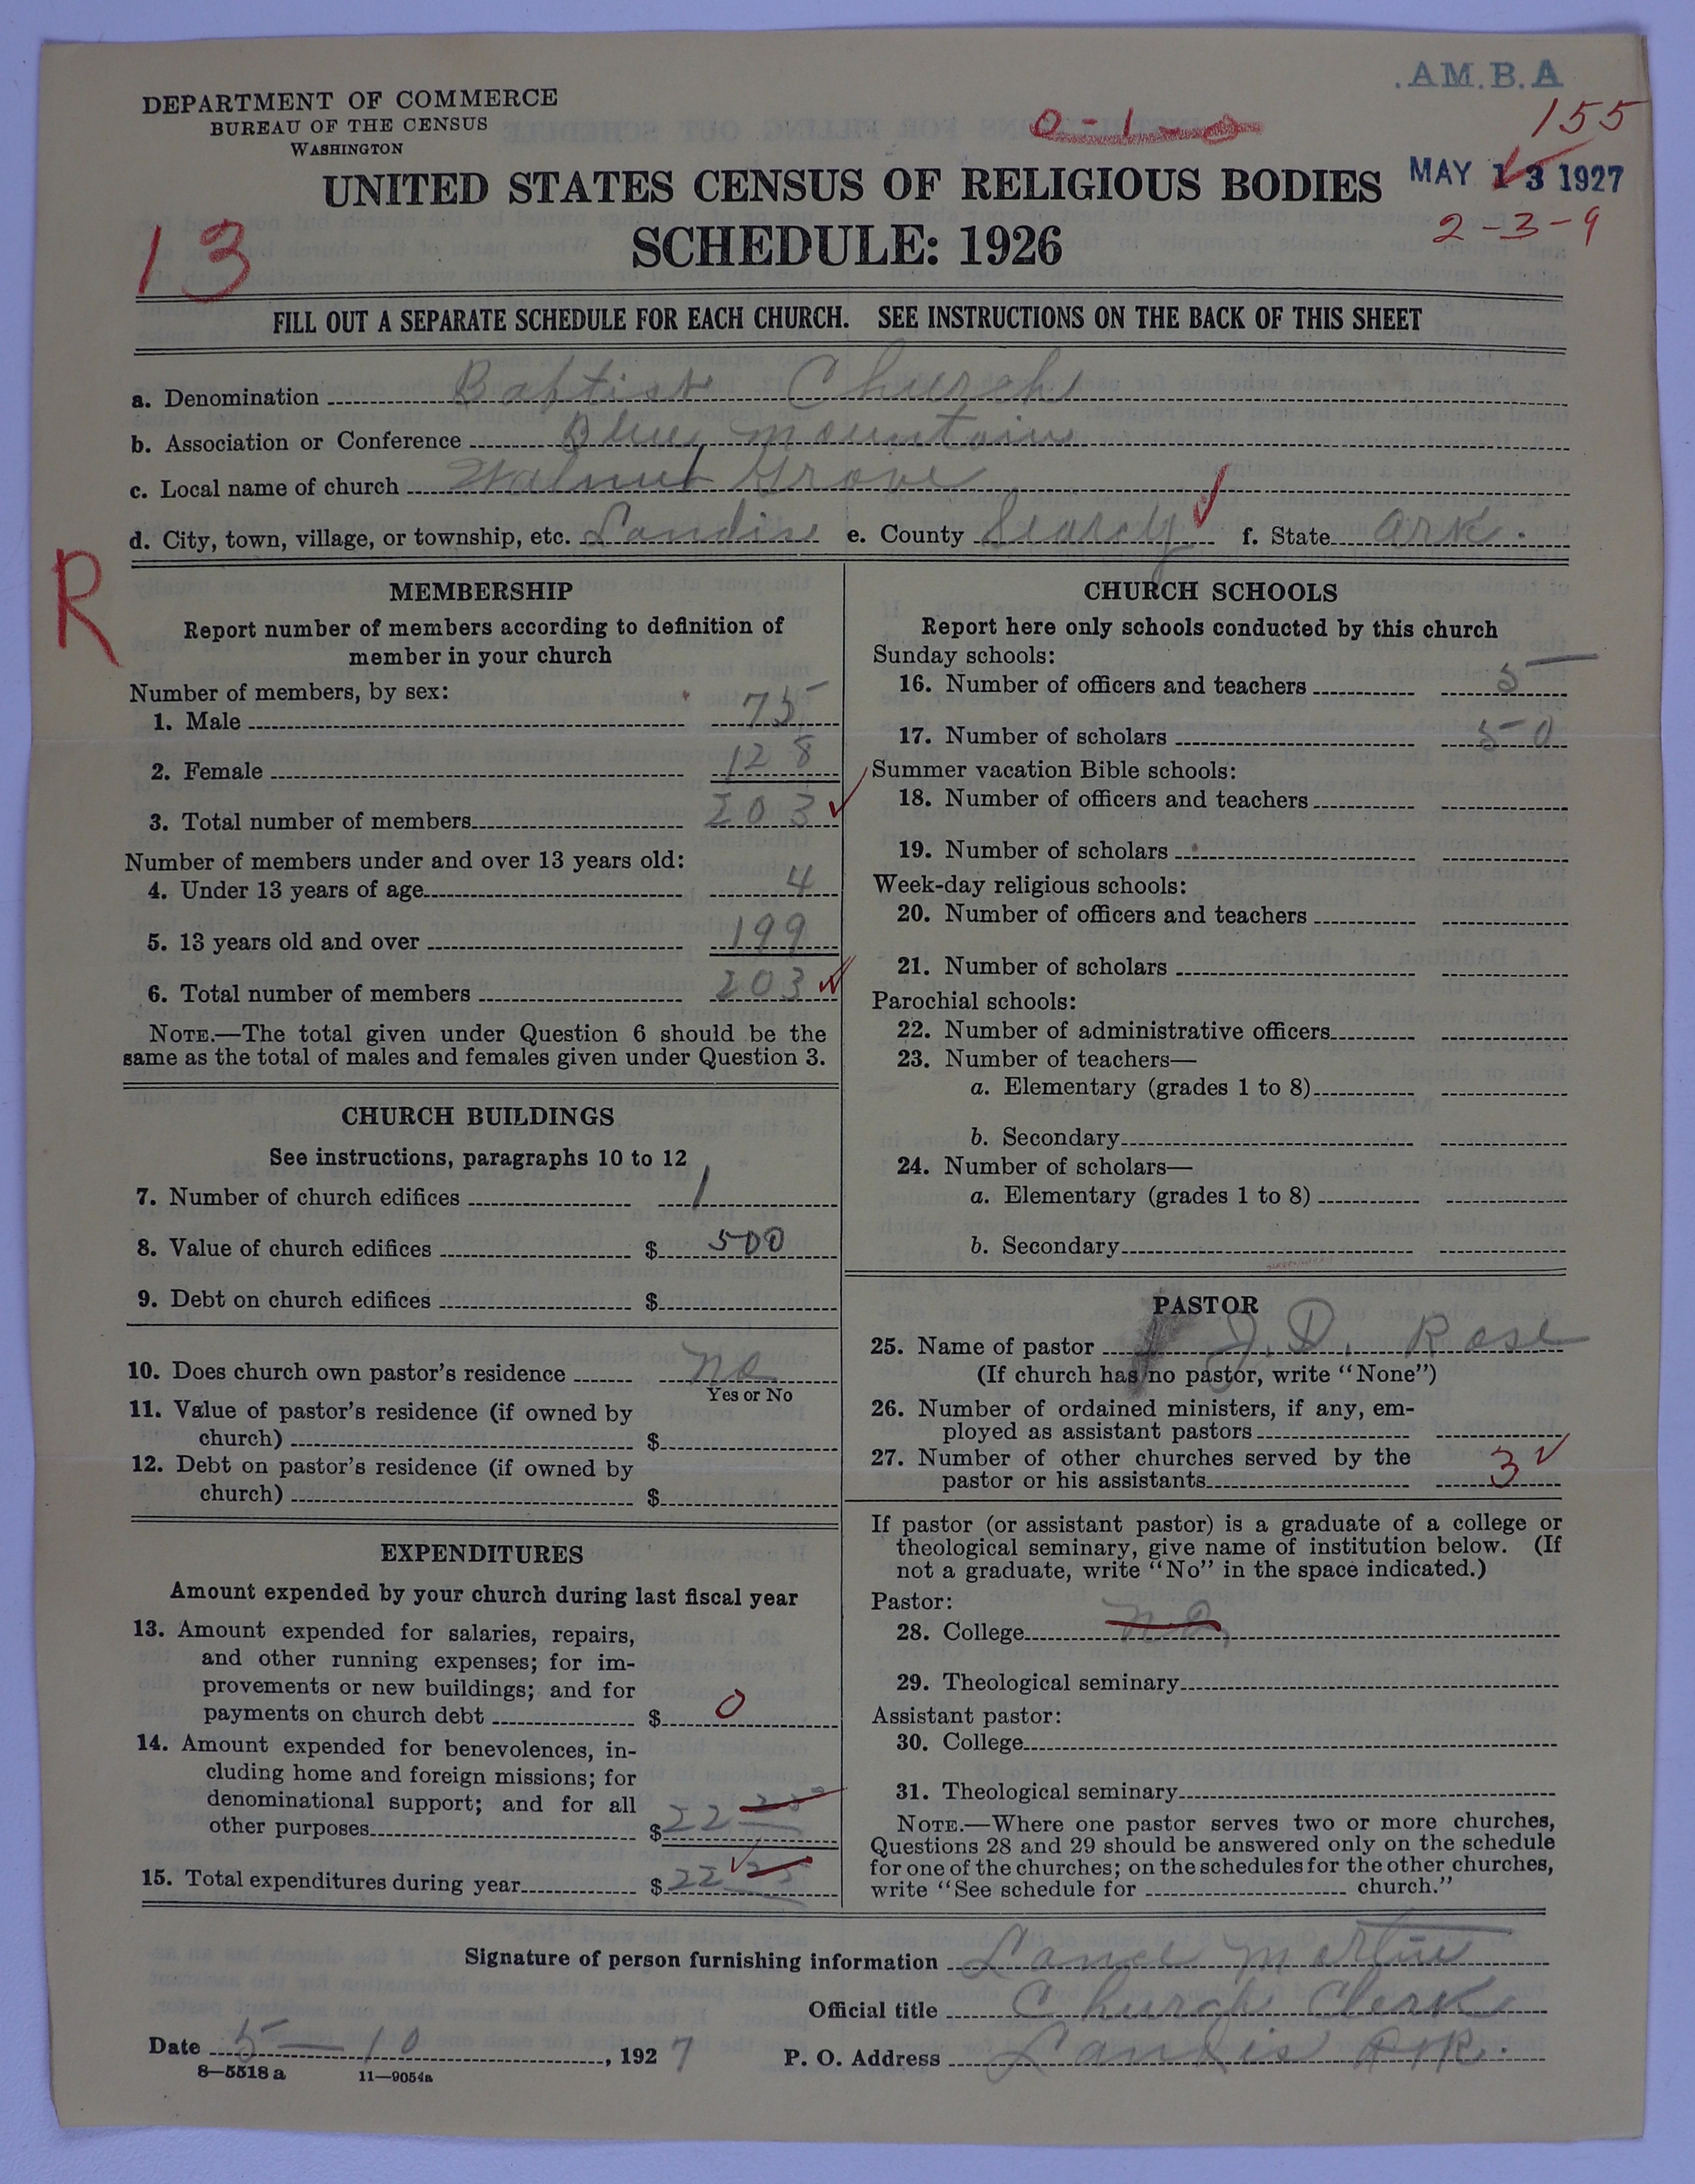 .AM.B.A
DEPARTMENT OF COMMERCE
BUREAU OF THE CENSUS
WASHINGTON
0-1-0
155
UNITED STATES CENSUS OF RELIGIOUS BODIES
MAY 13 1927
SCHEDULE: 1926
2-3-9
13
FILL OUT A SEPARATE SCHEDULE FOR EACH CHURCH. SEE INSTRUCTIONS ON THE BACK OF THIS SHEET
a. Denomination Baptist Church
b. Association or Conference Blue Mountain
c. Local name of church Walnut Grove
d. City, town, village, or township, etc. Landis e. County Searcy f. State Ark.
R
MEMBERSHIP
Report number of members according to definition of
member in your church
Number of members, by sex:
1. Male 75
2. Female 128
3. Total number of members 203
Number of members under and over 13 years old:
4. Under 13 years of age 4
5. 13 years old and over 199
6. Total number of members 203
NOTE.—The total given under Question 6 should be the
same as the total of males and females given under Question 3.
CHURCH BUILDINGS
See instructions, paragraphs 10 to 12
7. Number of church edifices 1
8. Value of church edifices $ 500
9. Debt on church edifices $
10. Does church own pastor's residence no
Yes or No
11. Value of pastor's residence (if owned by
church) $
12. Debt on pastor's residence (if owned by
church) $
EXPENDITURES
Amount expended by your church during last fiscal year
13. Amount expended for salaries, repairs,
and other running expenses; for im-
provements or new buildings; and for
payments on church debt $ 0
14. Amount expended for benevolences, in-
cluding home and foreign missions; for
denominational support; and for all
other purposes $ 22 25
15. Total expenditures during year $ 22 25
CHURCH SCHOOLS
Report here only schools conducted by this church
Sunday schools:
16. Number of officers and teachers 5
17. Number of scholars 50
Summer vacation Bible schools:
18. Number of officers and teachers
19. Number of scholars
Week-day religious schools:
20. Number of officers and teachers
21. Number of scholars
Parochial schools:
22. Number of administrative officers
23. Number of teachers—
a. Elementary (grades 1 to 8)
b. Secondary
24. Number of scholars—
a. Elementary (grades 1 to 8)
b. Secondary
PASTOR
25. Name of pastor J. D. Rose
(If church has no pastor, write "None")
26. Number of ordained ministers, if any, em-
ployed as assistant pastors
27. Number of other churches served by the
pastor or his assistants 3
If pastor (or assistant pastor) is a graduate of a college or
theological seminary, give name of institution below. (If
not a graduate, write "No" in the space indicated.)
Pastor:
28. College no
29. Theological seminary
Assistant pastor:
30. College
31. Theological seminary
NOTE.—Where one pastor serves two or more churches,
Questions 28 and 29 should be answered only on the schedule
for one of the churches; on the schedules for the other churches,
write "See schedule for church."
Signature of person furnishing information Lance Martin
Official title Church Clerk
Date 5-10, 1927 P. O. Address Landis Ark.
8—5518 a 11—9054a